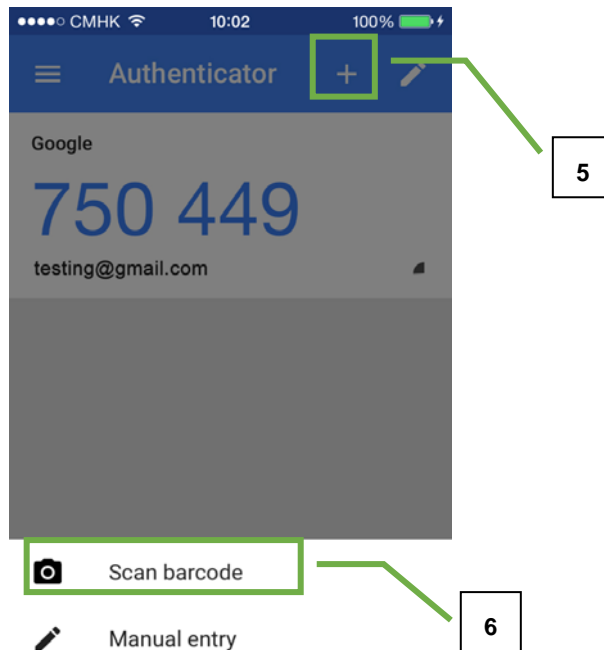 CMHK 10:02 100%
Authenticator
5
Google
750 449
testing@gmail.com
Scan barcode
6
Manual entry